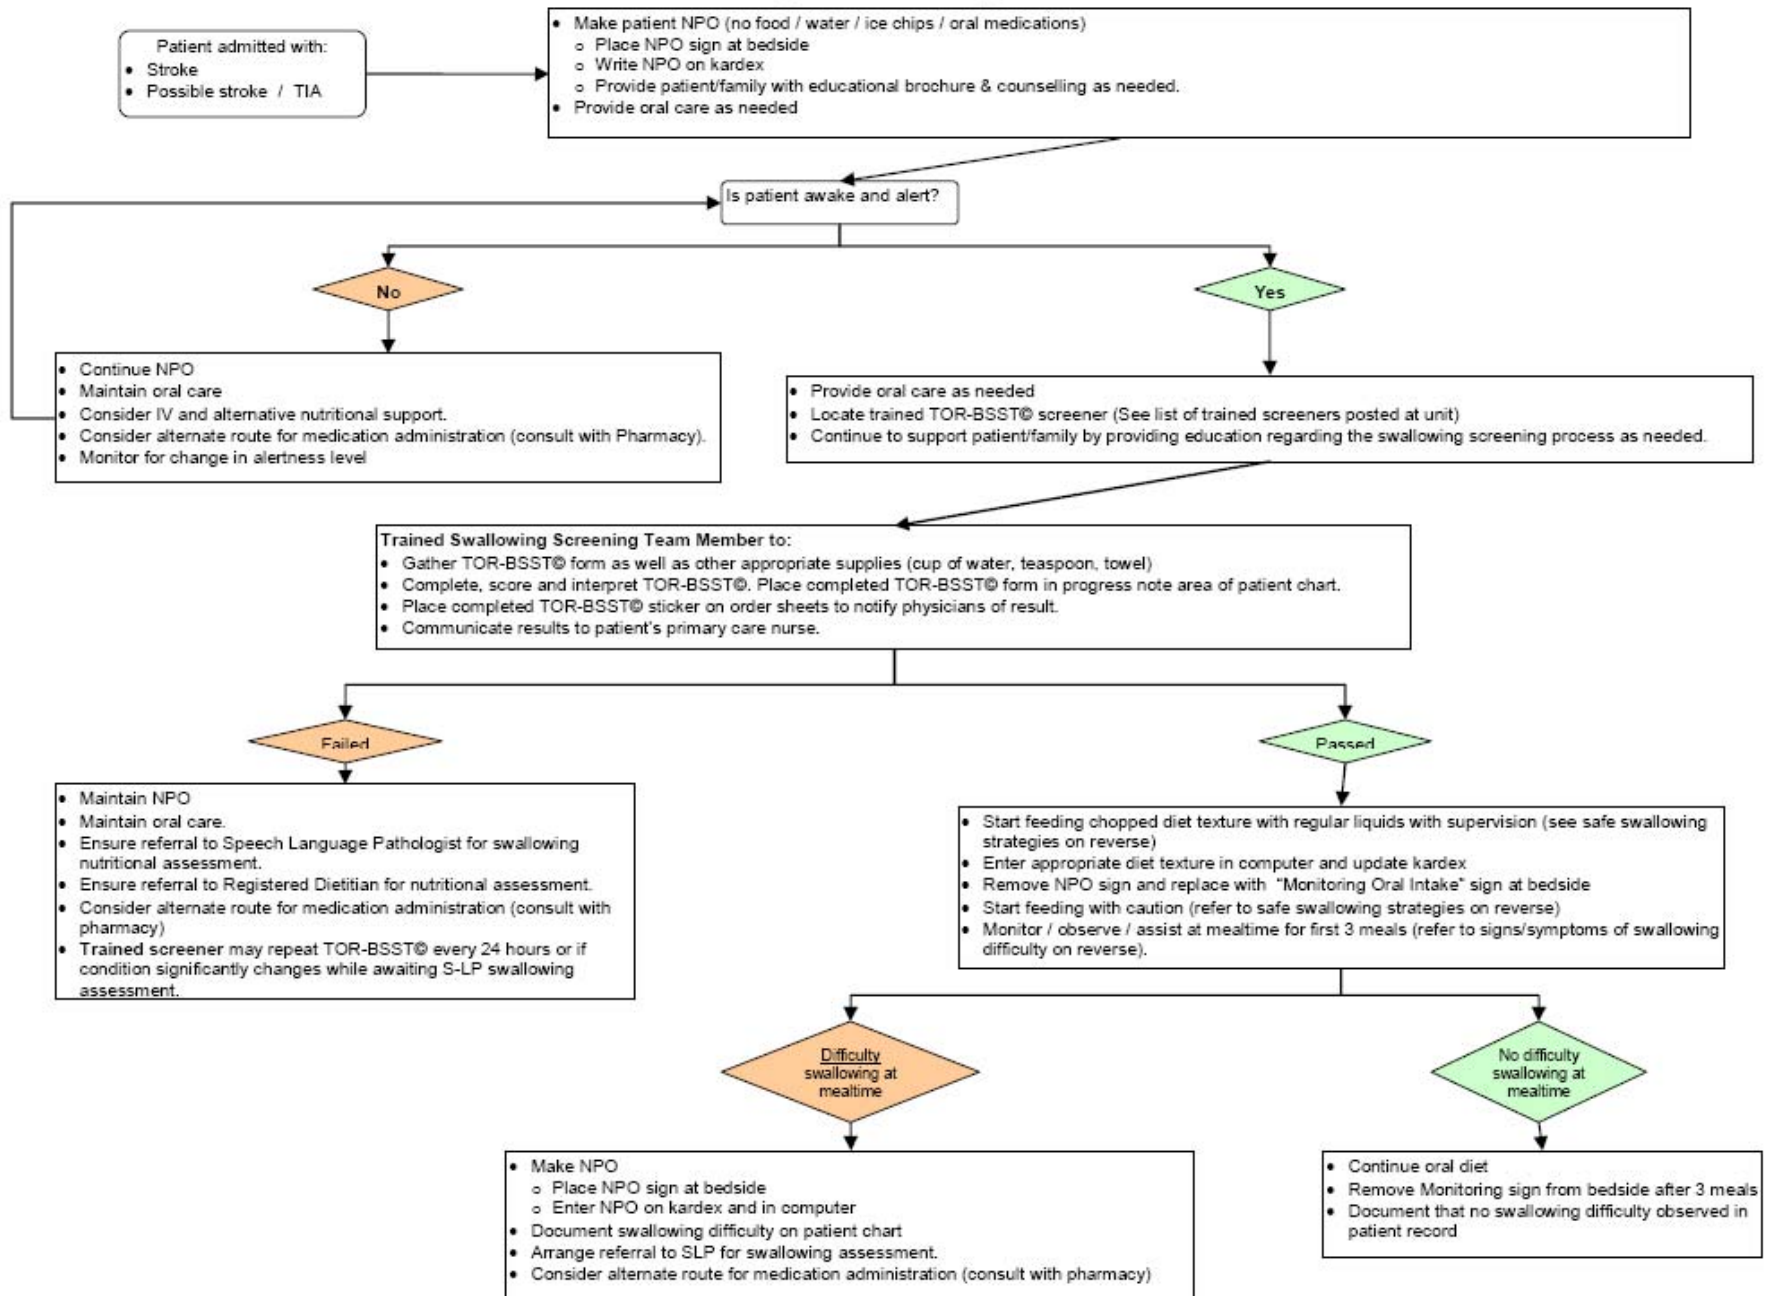 Patient admitted with:
• Stroke
• Possible stroke / TIA
• Make patient NPO (no food / water / ice chips / oral medications)
o Place NPO sign at bedside
o Write NPO on kardex
o Provide patient/family with educational brochure & counselling as needed.
• Provide oral care as needed
Is patient awake and alert?
No
Yes
• Continue NPO
• Maintain oral care
• Consider IV and alternative nutritional support.
• Consider alternate route for medication administration (consult with Pharmacy).
• Monitor for change in alertness level
• Provide oral care as needed
• Locate trained TOR-BSST© screener (See list of trained screeners posted at unit)
• Continue to support patient/family by providing education regarding the swallowing screening process as needed.
Trained Swallowing Screening Team Member to:
• Gather TOR-BSST© form as well as other appropriate supplies (cup of water, teaspoon, towel)
• Complete, score and interpret TOR-BSST©. Place completed TOR-BSST© form in progress note area of patient chart.
• Place completed TOR-BSST© sticker on order sheets to notify physicians of result.
• Communicate results to patient's primary care nurse.
Failed
Passed
• Maintain NPO
• Maintain oral care.
• Ensure referral to Speech Language Pathologist for swallowing
nutritional assessment.
• Ensure referral to Registered Dietitian for nutritional assessment.
• Consider alternate route for medication administration (consult with
pharmacy)
• Trained screener may repeat TOR-BSST© every 24 hours or if
condition significantly changes while awaiting S-LP swallowing
assessment.
• Start feeding chopped diet texture with regular liquids with supervision (see safe swallowing
strategies on reverse)
• Enter appropriate diet texture in computer and update kardex
• Remove NPO sign and replace with "Monitoring Oral Intake" sign at bedside
• Start feeding with caution (refer to safe swallowing strategies on reverse)
• Monitor / observe / assist at mealtime for first 3 meals (refer to signs/symptoms of swallowing
difficulty on reverse).
Difficulty
swallowing at
mealtime
No difficulty
swallowing at
mealtime
• Make NPO
o Place NPO sign at bedside
o Enter NPO on kardex and in computer
• Document swallowing difficulty on patient chart
• Arrange referral to SLP for swallowing assessment.
• Consider alternate route for medication administration (consult with pharmacy)
• Continue oral diet
• Remove Monitoring sign from bedside after 3 meals
• Document that no swallowing difficulty observed in
patient record